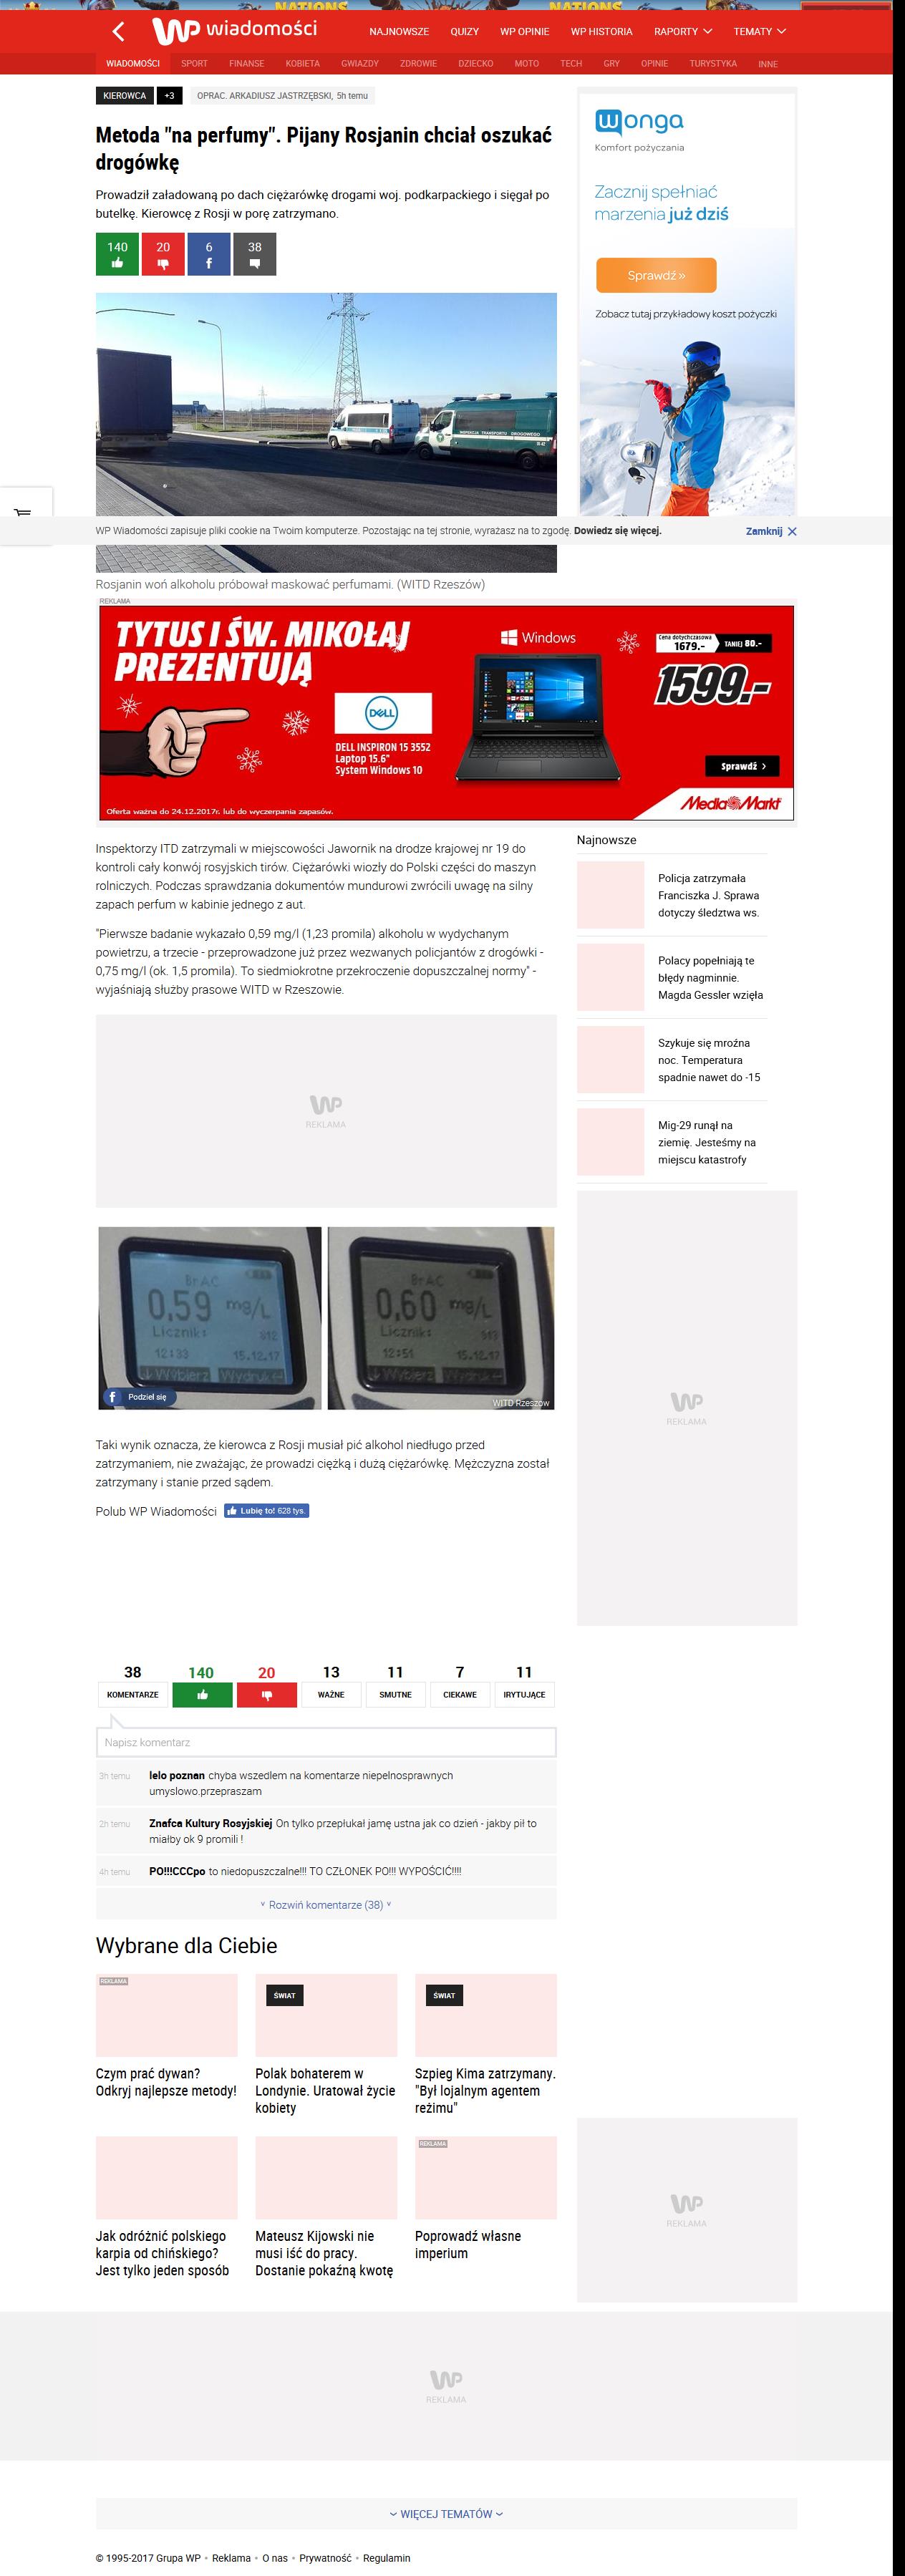 NATIONS
NATIONS
WP wiadomości
NAJNOWSZE QUIZY WP OPINIE WP HISTORIA RAPORTY TEMATY
WIADOMOŚCI SPORT FINANSE KOBIETA GWIAZDY ZDROWIE DZIECKO MOTO TECH GRY OPINIE TURYSTYKA INNE
KIEROWCA +3 OPRAC. ARKADIUSZ JASTRZĘBSKI, 5h temu
Metoda "na perfumy". Pijany Rosjanin chciał oszukać
drogówkę
Prowadził załadowaną po dach ciężarówkę drogami woj. podkarpackiego i sięgał po
butelkę. Kierowcę z Rosji w porę zatrzymano.
140 20 6 38
wonga
Komfort pożyczania
Zacznij spełniać
marzenia już dziś
Sprawdź »
Zobacz tutaj przykładowy koszt pożyczki
INSPEKCJA TRANSPORTU DROGOWEGO
WP Wiadomości zapisuje pliki cookie na Twoim komputerze. Pozostając na tej stronie, wyrażasz na to zgodę. Dowiedz się więcej. Zamknij
Rosjanin woń alkoholu próbował maskować perfumami. (WITD Rzeszów)
REKLAMA
TYTUS I ŚW. MIKOŁAJ
PREZENTUJĄ
Windows
Cena dotychczasowa
1679.- TANIEJ 80.-
1599.-
DELL
DELL INSPIRON 15 3552
Laptop 15.6"
System Windows 10
Sprawdź
Oferta ważna do 24.12.2017r. lub do wyczerpania zapasów.
Media Markt
Inspektorzy ITD zatrzymali w miejscowości Jawornik na drodze krajowej nr 19 do
kontroli cały konwój rosyjskich tirów. Ciężarówki wiozły do Polski części do maszyn
rolniczych. Podczas sprawdzania dokumentów mundurowi zwrócili uwagę na silny
zapach perfum w kabinie jednego z aut.
"Pierwsze badanie wykazało 0,59 mg/l (1,23 promila) alkoholu w wydychanym
powietrzu, a trzecie - przeprowadzone już przez wezwanych policjantów z drogówki -
0,75 mg/l (ok. 1,5 promila). To siedmiokrotne przekroczenie dopuszczalnej normy" -
wyjaśniają służby prasowe WITD w Rzeszowie.
Najnowsze
Policja zatrzymała
Franciszka J. Sprawa
dotyczy śledztwa ws.
Polacy popełniają te
błędy nagminnie.
Magda Gessler wzięła
Szykuje się mroźna
noc. Temperatura
spadnie nawet do -15
Mig-29 runął na
ziemię. Jesteśmy na
miejscu katastrofy
WP
REKLAMA
BrAC
0,59 mg/L
Licznik: 912
12:33 15.12.17
Wybierz Wydruk
Podziel się
BrAC
0,60 mg/L
Licznik: 913
12:51 15.12.17
Wybierz Wydruk
WITD Rzeszow
WP
REKLAMA
Taki wynik oznacza, że kierowca z Rosji musiał pić alkohol niedługo przed
zatrzymaniem, nie zważając, że prowadzi ciężką i dużą ciężarówkę. Mężczyzna został
zatrzymany i stanie przed sądem.
Polub WP Wiadomości Lubię to! 628 tys.
38 140 20 13 11 7 11
KOMENTARZE WAŻNE SMUTNE CIEKAWE IRYTUJĄCE
Napisz komentarz
3h temu lelo poznan chyba wszedlem na komentarze niepelnosprawnych
umyslowo.przepraszam
2h temu Znafca Kultury Rosyjskiej On tylko przepłukał jamę ustna jak co dzień - jakby pił to
miałby ok 9 promili !
4h temu PO!!!CCCpo to niedopuszczalne!!! TO CZŁONEK PO!!! WYPOŚCIĆ!!!!
Rozwiń komentarze (38)
Wybrane dla Ciebie
REKLAMA
ŚWIAT
ŚWIAT
Czym prać dywan?
Odkryj najlepsze metody!
Polak bohaterem w
Londynie. Uratował życie
kobiety
Szpieg Kima zatrzymany.
"Był lojalnym agentem
reżimu"
REKLAMA
Jak odróżnić polskiego
karpia od chińskiego?
Jest tylko jeden sposób
Mateusz Kijowski nie
musi iść do pracy.
Dostanie pokaźną kwotę
Poprowadź własne
imperium
WP
REKLAMA
WP
REKLAMA
WIĘCEJ TEMATÓW
© 1995-2017 Grupa WP • Reklama • O nas • Prywatność • Regulamin